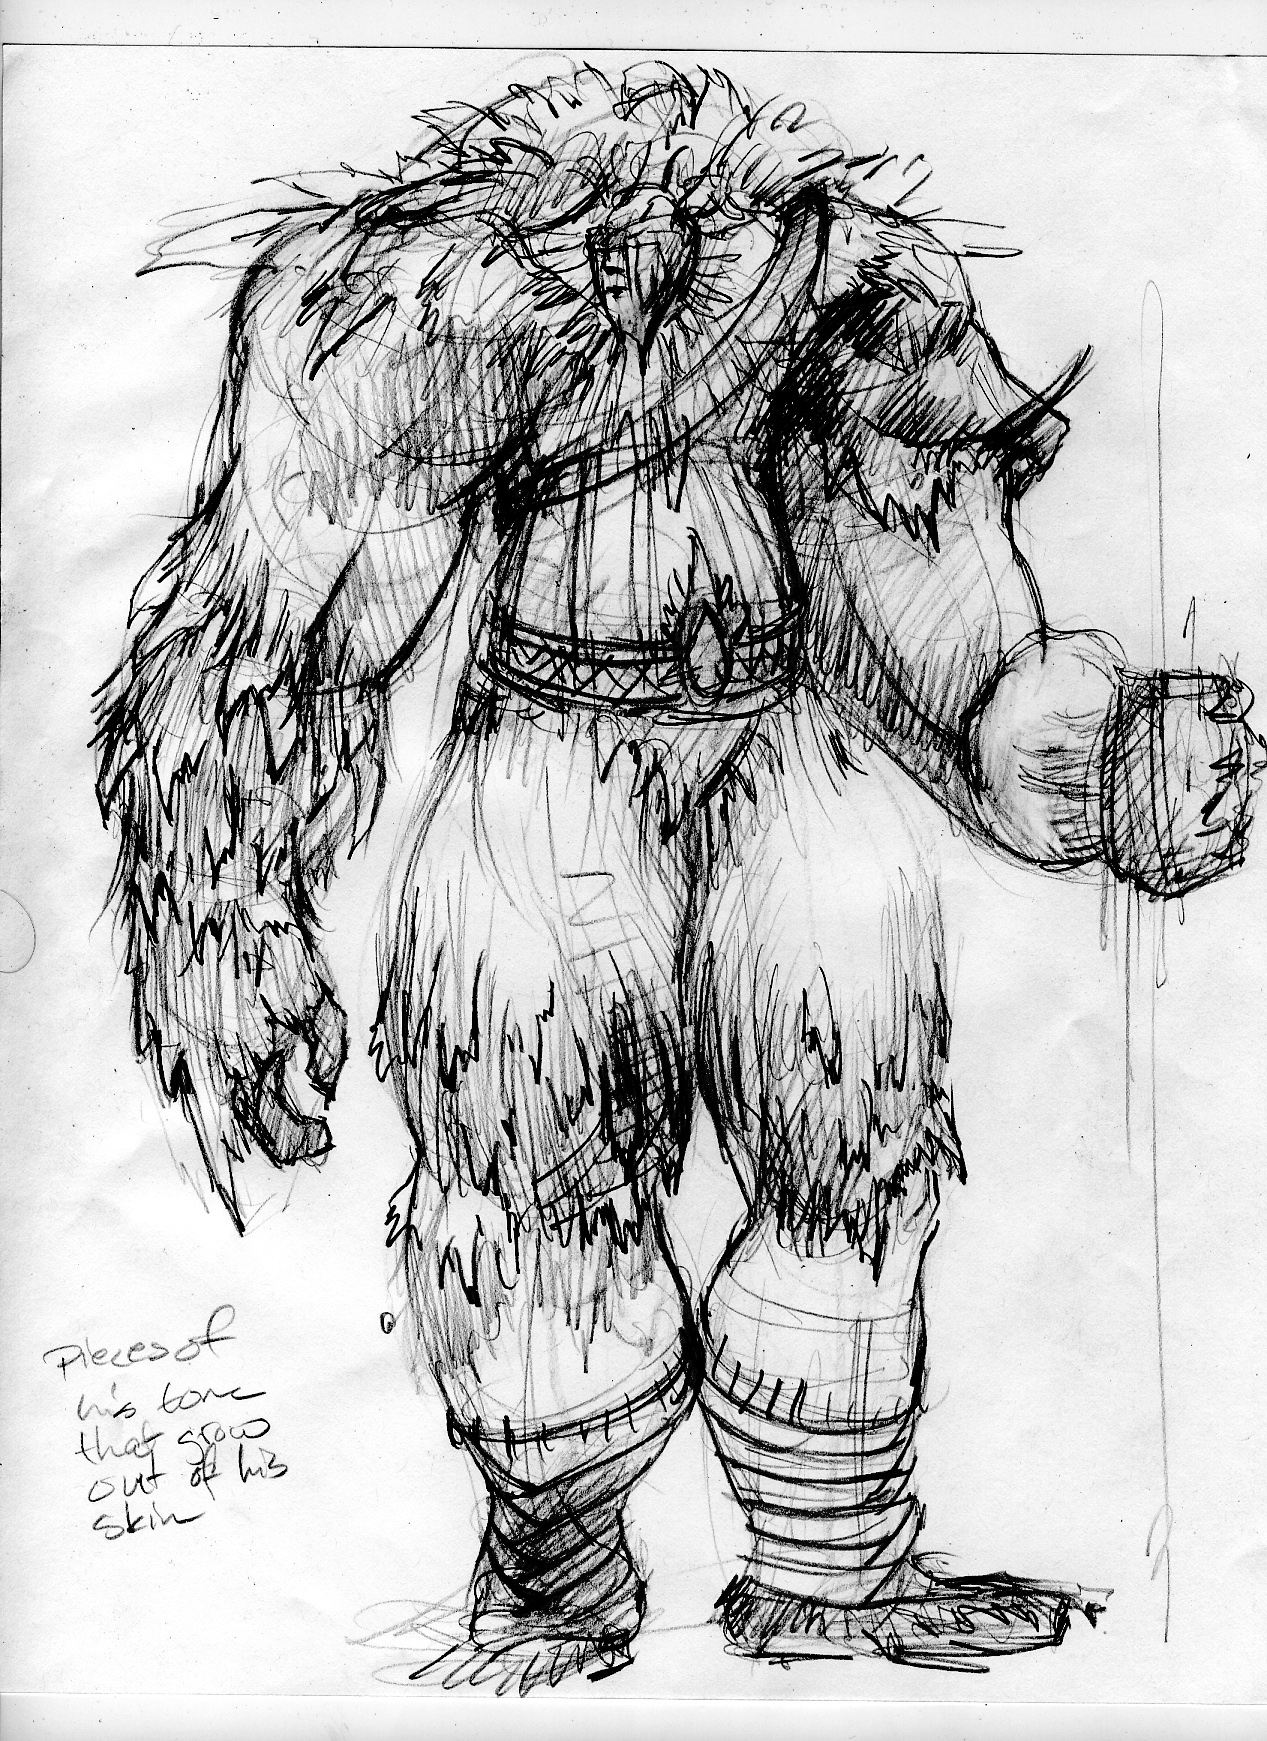 Pieces of
his bone
that grow
out of his
skin